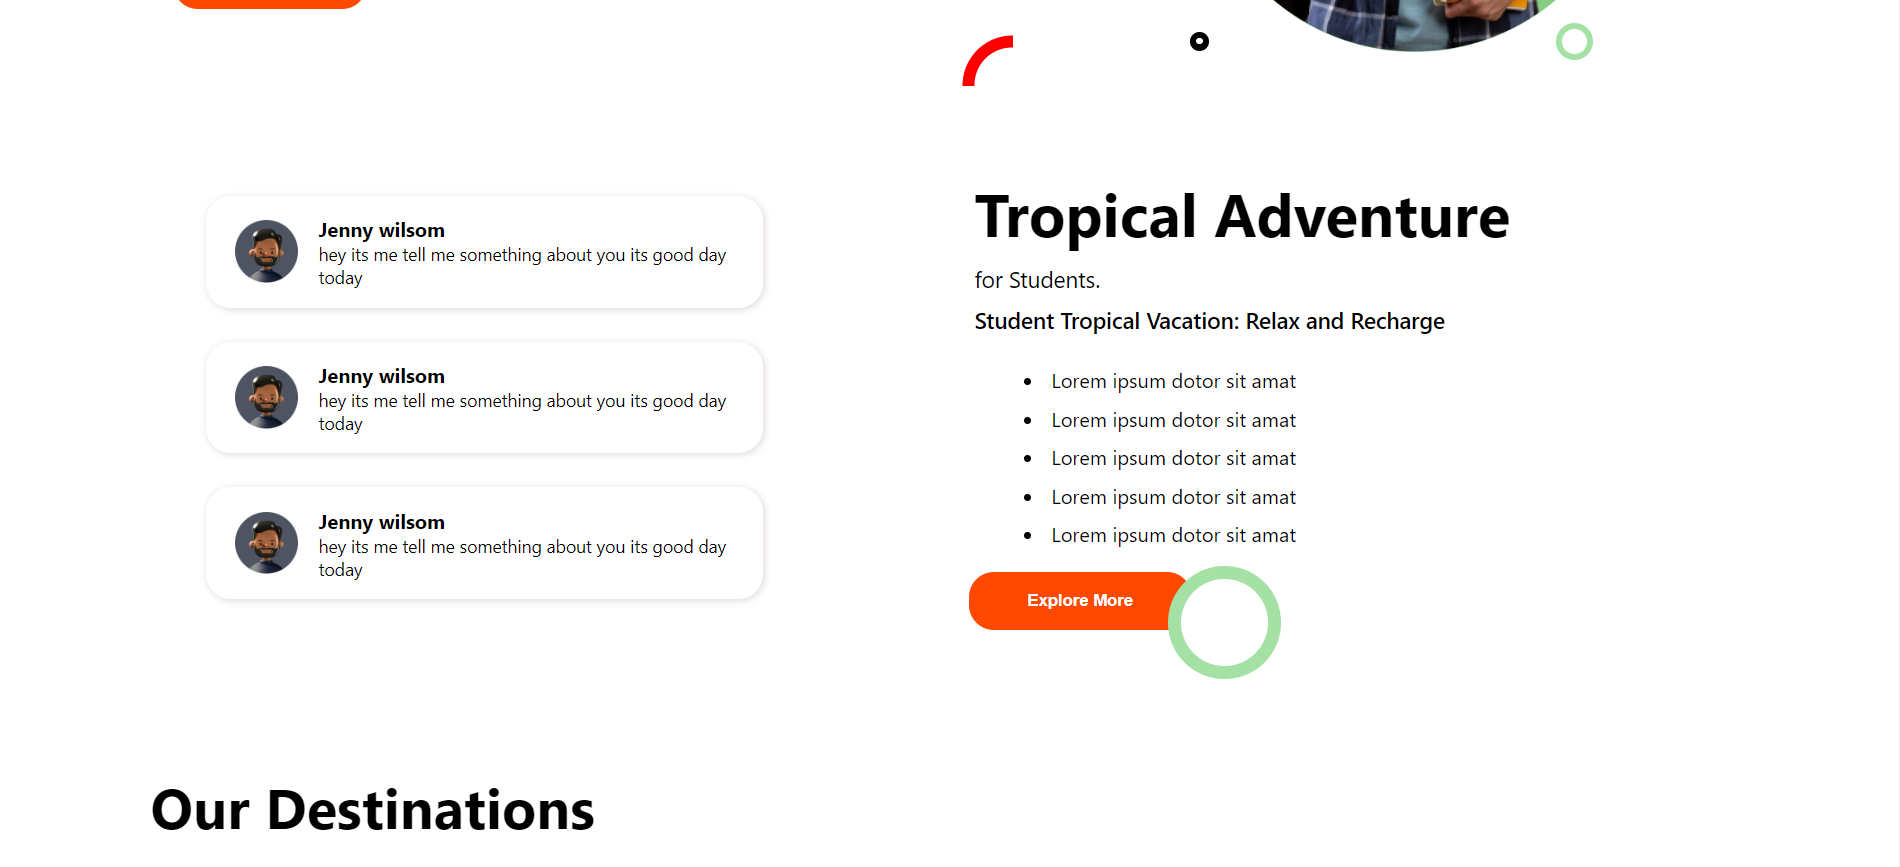 Jenny wilsom
hey its me tell me something about you its good day
today
Jenny wilsom
hey its me tell me something about you its good day
today
Jenny wilsom
hey its me tell me something about you its good day
today
Tropical Adventure
for Students.
Student Tropical Vacation: Relax and Recharge
Lorem ipsum dotor sit amat
Lorem ipsum dotor sit amat
Lorem ipsum dotor sit amat
Lorem ipsum dotor sit amat
Lorem ipsum dotor sit amat
Explore More
Our Destinations